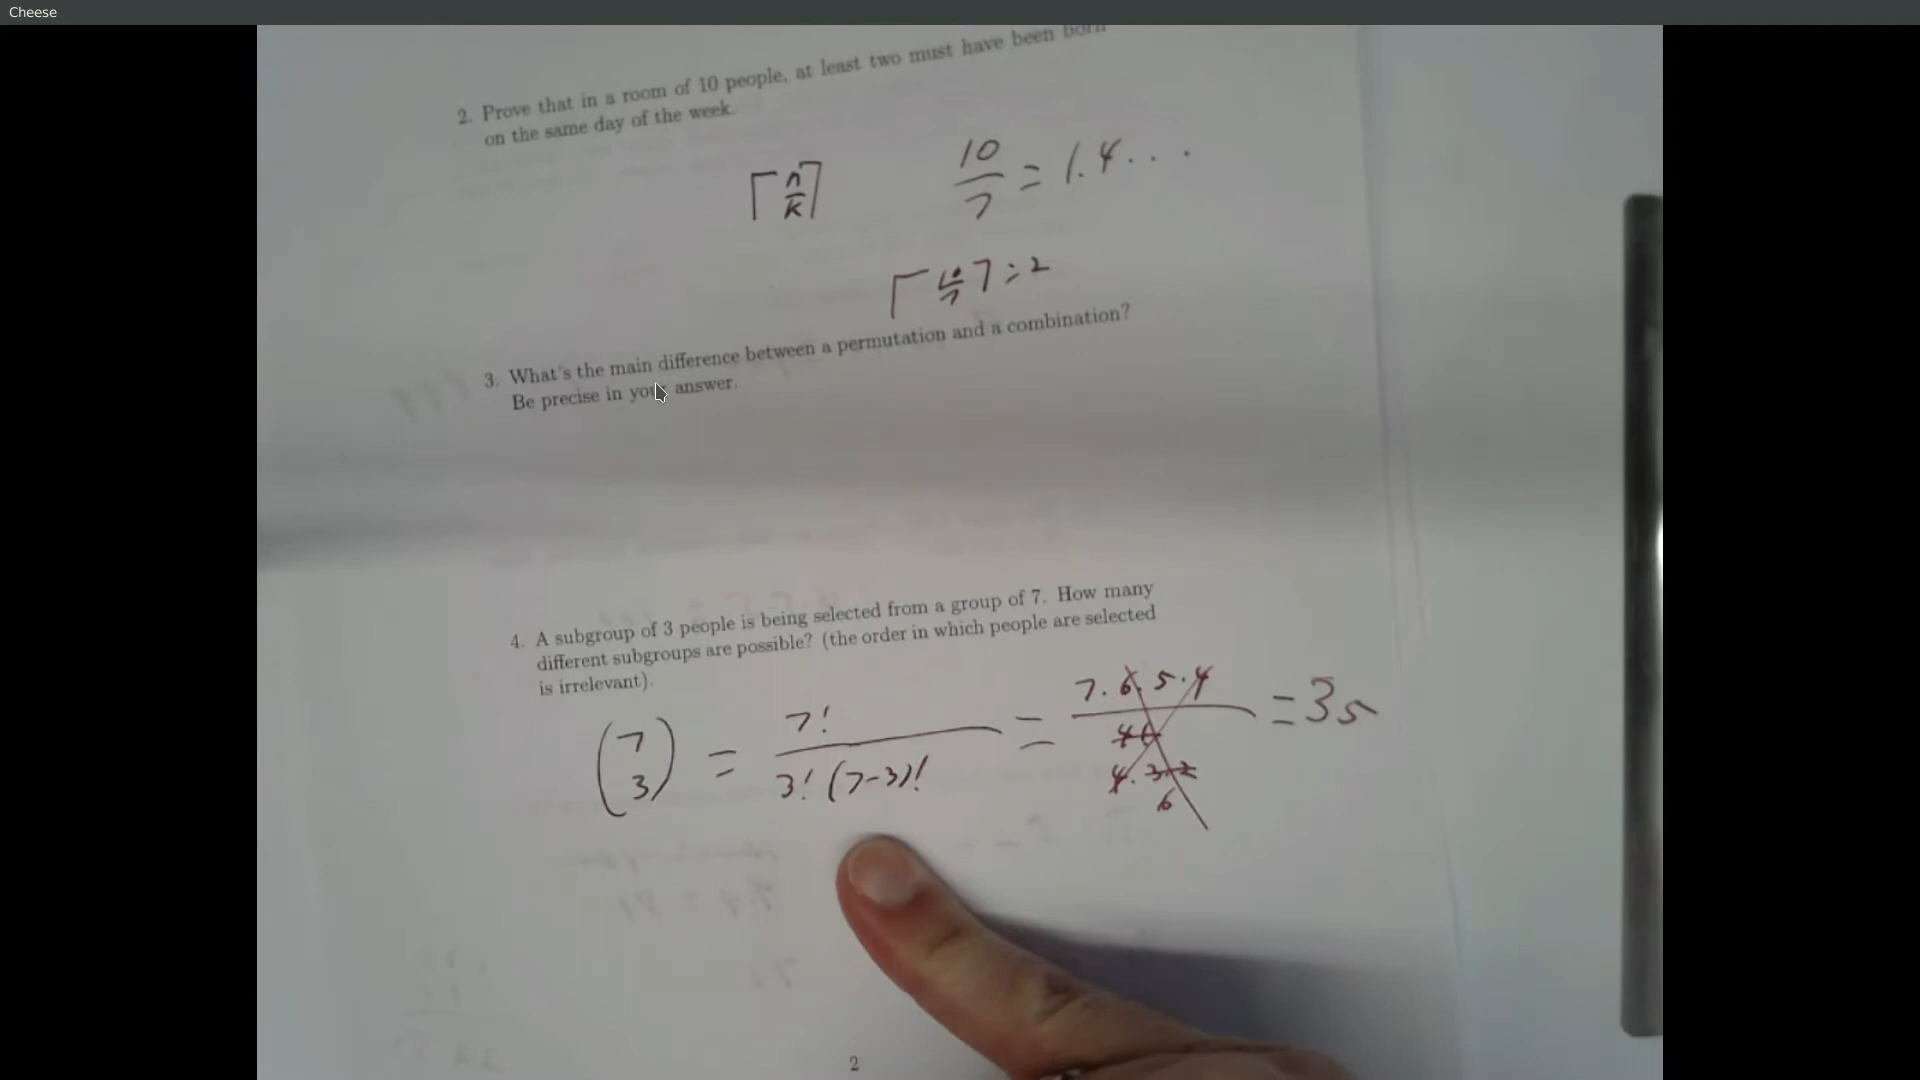 Cheese
2. Prove that in a room of 10 people, at least two must have been born
on the same day of the week.
⌈n/k⌉ 10/7 = 1.4...
⌈10/7⌉ = 2
3. What's the main difference between a permutation and a combination?
Be precise in your answer.
4. A subgroup of 3 people is being selected from a group of 7. How many
different subgroups are possible? (the order in which people are selected
is irrelevant).
(7 3) = 7! / 3! (7-3)! = 7·6·5·4 / 4·3·2 = 35
6
2